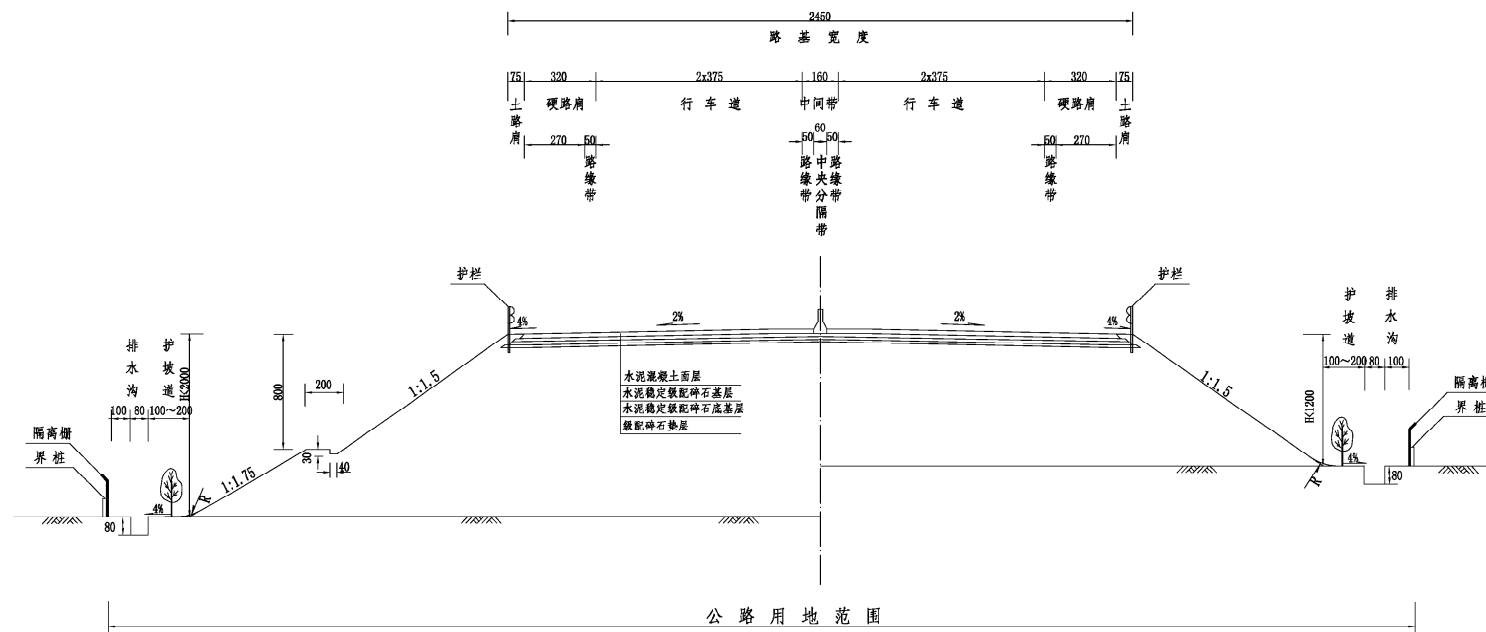 2450
路基宽度
75
320
2x375
160
2x375
320
75
土路肩
硬路肩
行车道
中间带
行车道
硬路肩
土路肩
60
270
50
50
50
50
270
路缘带
路缘带
中央分隔带
路缘带
路缘带
护栏
护栏
4%
2%
2%
4%
护坡道
排水沟
排水沟
护坡道
H<2000
800
200
1:1.5
1:1.5
H<1200
100~200
80
100
100
80
100~200
水泥混凝土面层
水泥稳定级配碎石基层
水泥稳定级配碎石底基层
级配碎石垫层
隔离栅
界桩
隔离栅
界桩
30
40
1:1.75
R
4%
80
4%
R
80
公路用地范围